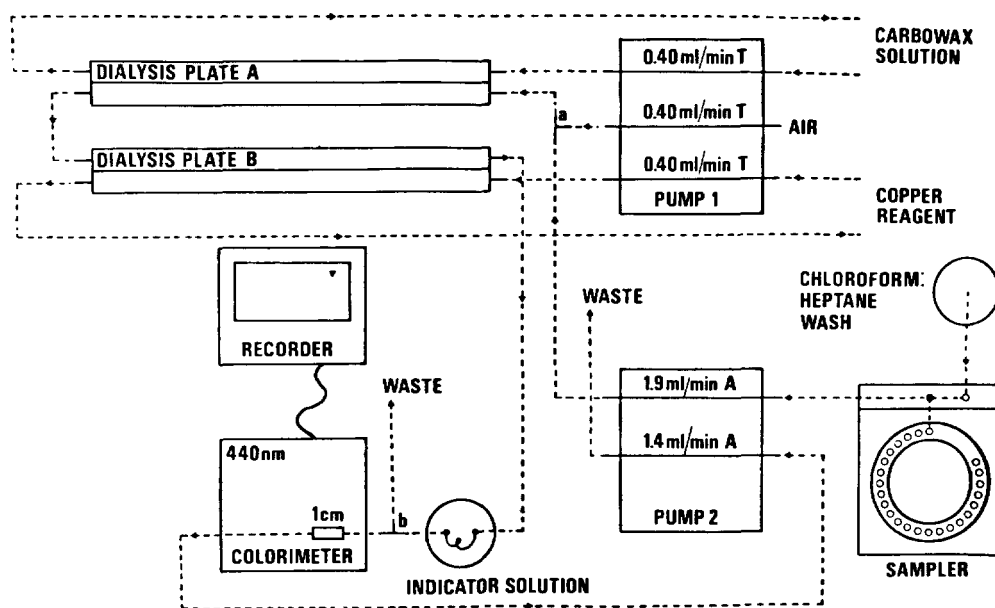 CARBOWAX
SOLUTION
DIALYSIS PLATE A
0.40 ml/min T
a
0.40 ml/min T
AIR
DIALYSIS PLATE B
0.40 ml/min T
PUMP 1
COPPER
REAGENT
RECORDER
WASTE
CHLOROFORM:
HEPTANE
WASH
WASTE
1.9 ml/min A
440nm
1.4 ml/min A
1cm
b
COLORIMETER
PUMP 2
INDICATOR SOLUTION
SAMPLER